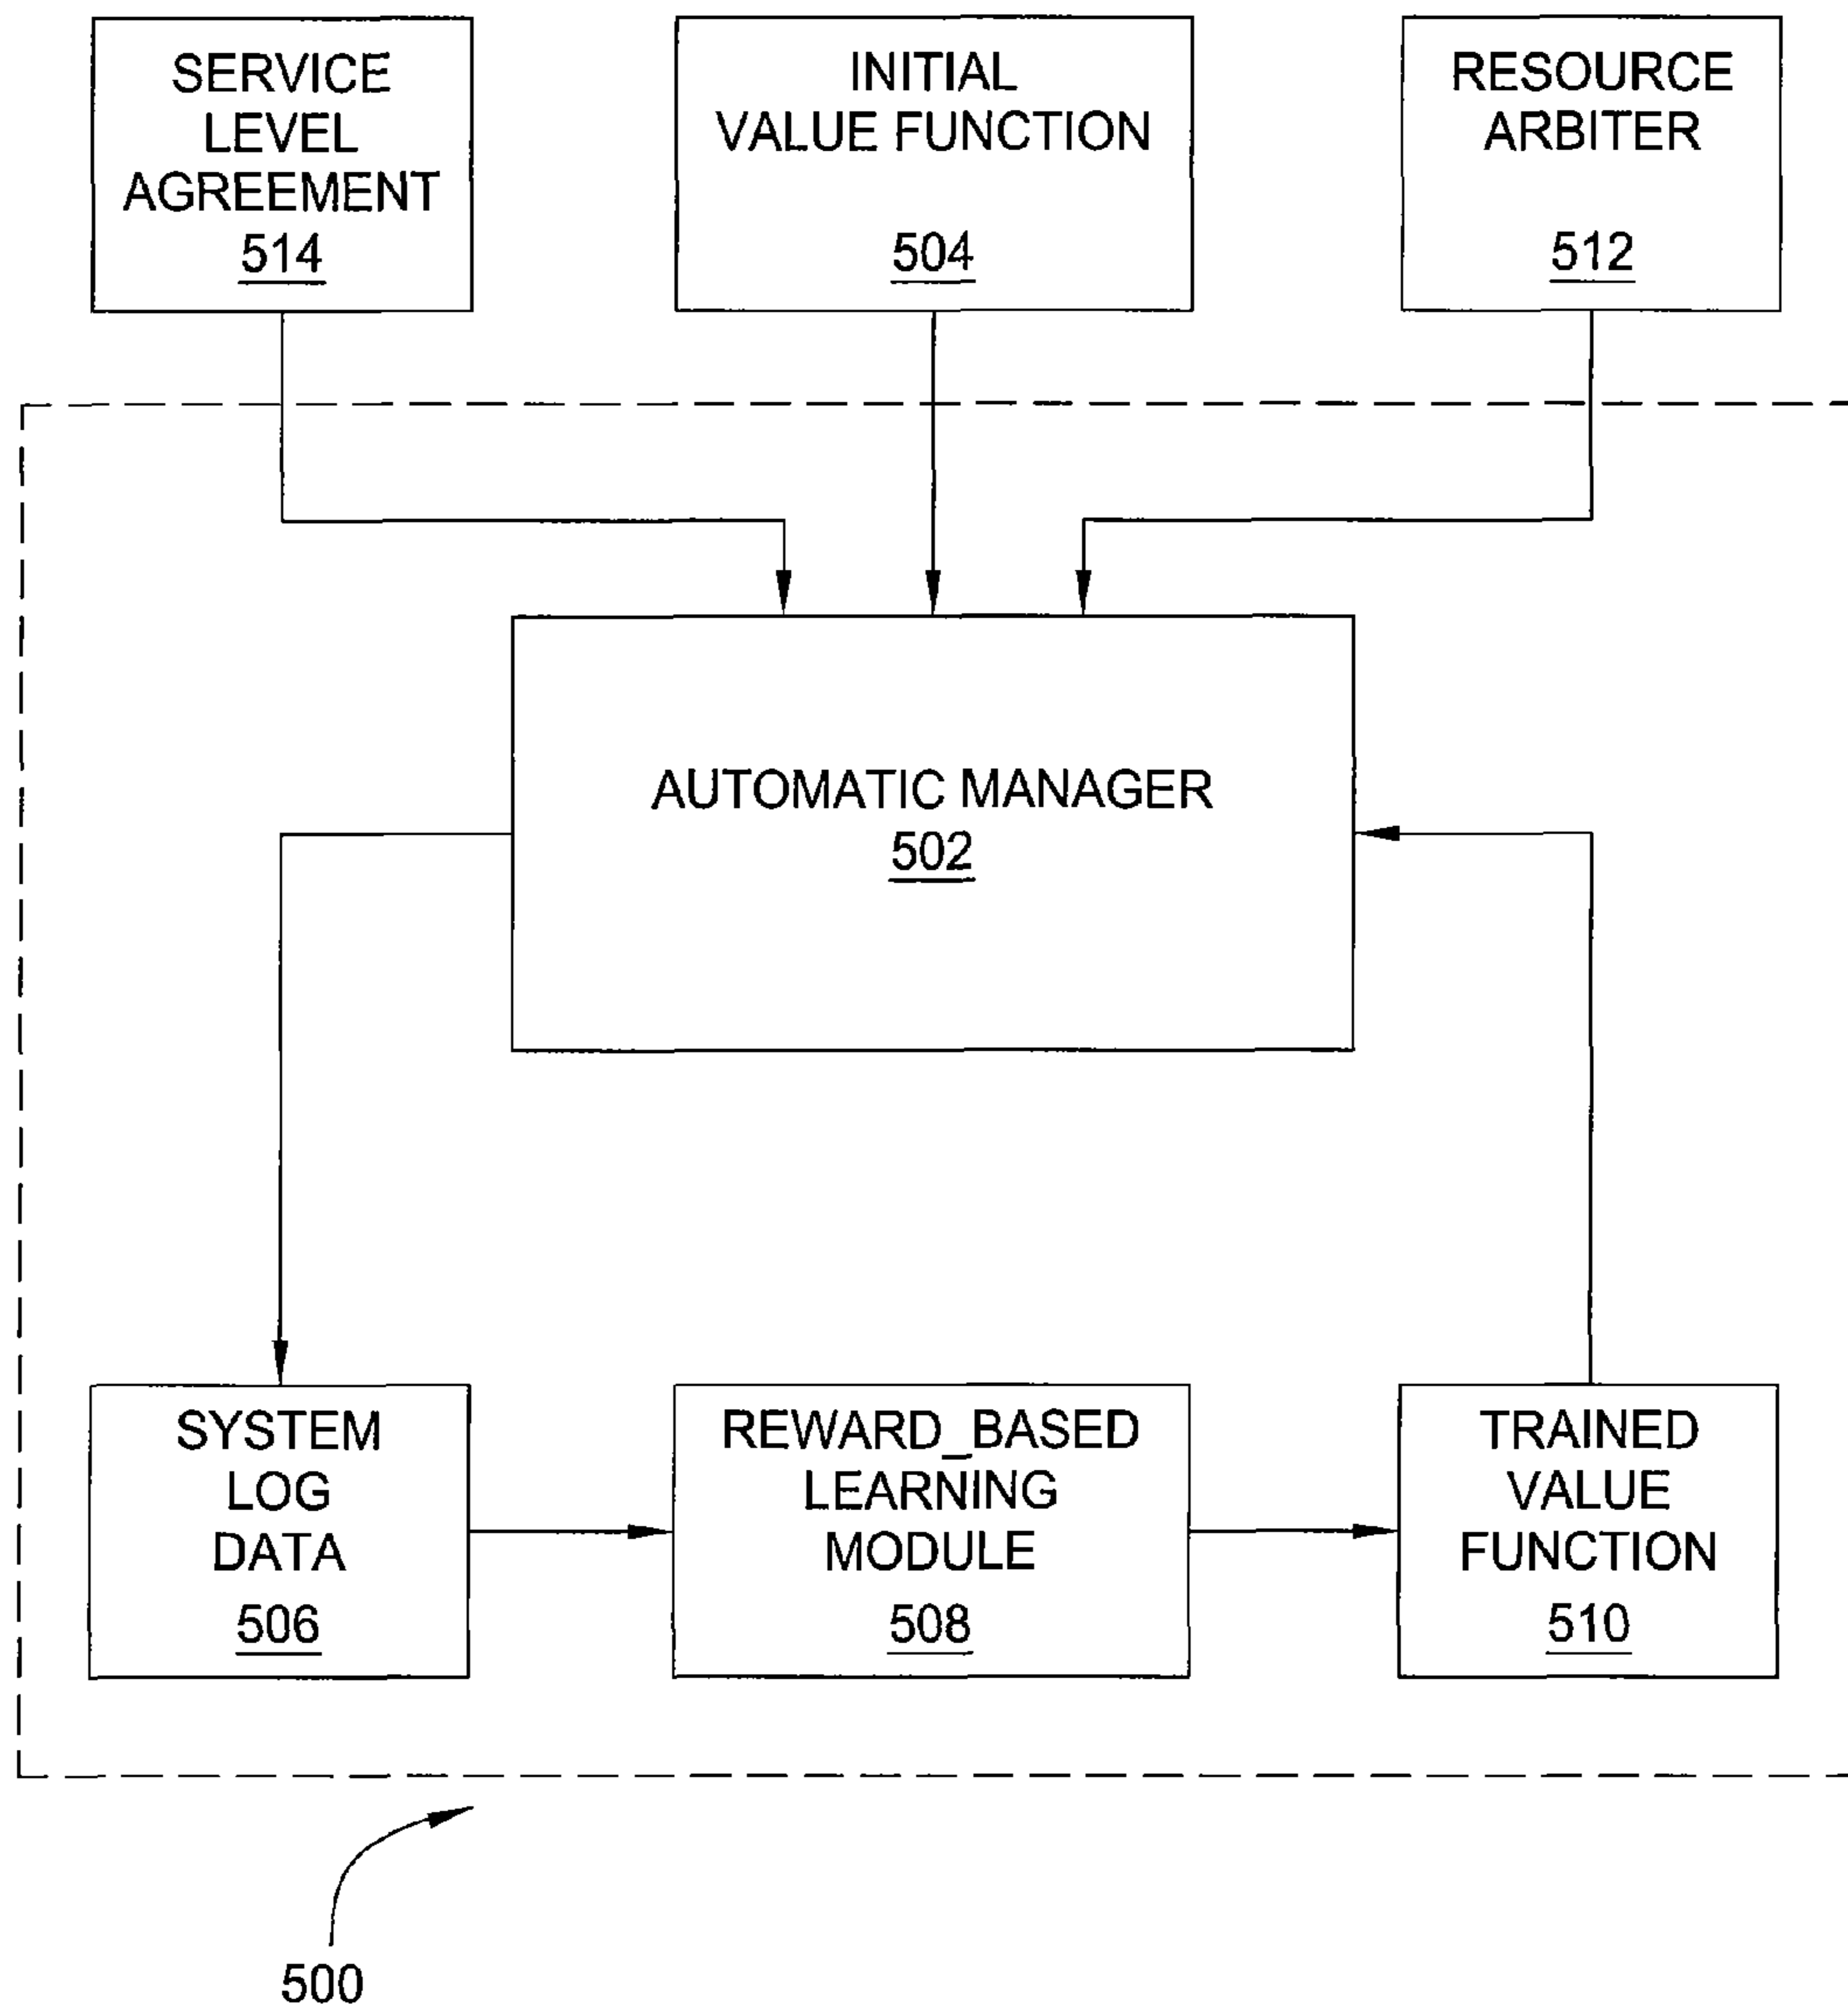 SERVICE
LEVEL
AGREEMENT
514
INITIAL
VALUE FUNCTION
504
RESOURCE
ARBITER
512
AUTOMATIC MANAGER
502
SYSTEM
LOG
DATA
506
REWARD_BASED
LEARNING
MODULE
508
TRAINED
VALUE
FUNCTION
510
500